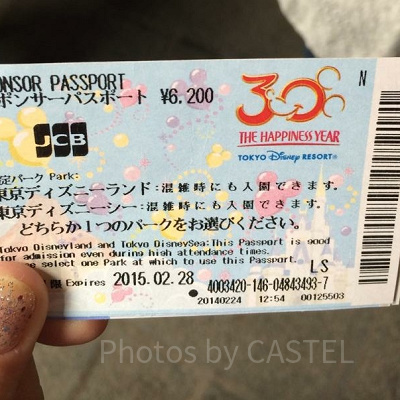 ONSOR PASSPORT
ポンサーパスポート ¥6,200
N
30
THE HAPPINESS YEAR
TOKYO Disney RESORT®
JCB
定パーク Park:
東京ディズニーランド:混雑時にも入園できます。
東京ディズニーシー:混雑時にも入園できます。
どちらか1つのパークをお選びください。
Tokyo Disneyland and Tokyo DisneySea:This Passport is good
for admission even during high attendance times.
se select one Park at which to use this Passport.
限 Expires 2015.02.28
LS
4003420-146-04843493-7
20140224 12:54 00125503
Photos by CASTEL